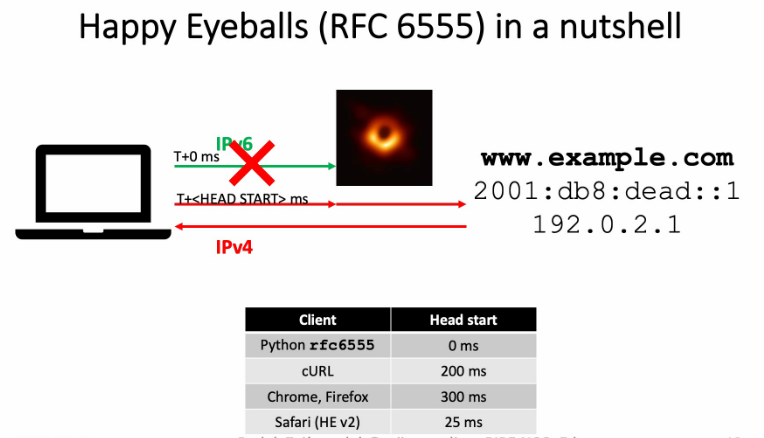 Happy Eyeballs (RFC 6555) in a nutshell
IPv6
T+0 ms
www.example.com
2001:db8:dead::1
T+<HEAD START> ms
192.0.2.1
IPv4
Client Head start
Python rfc6555 0 ms
cURL 200 ms
Chrome, Firefox 300 ms
Safari (HE v2) 25 ms